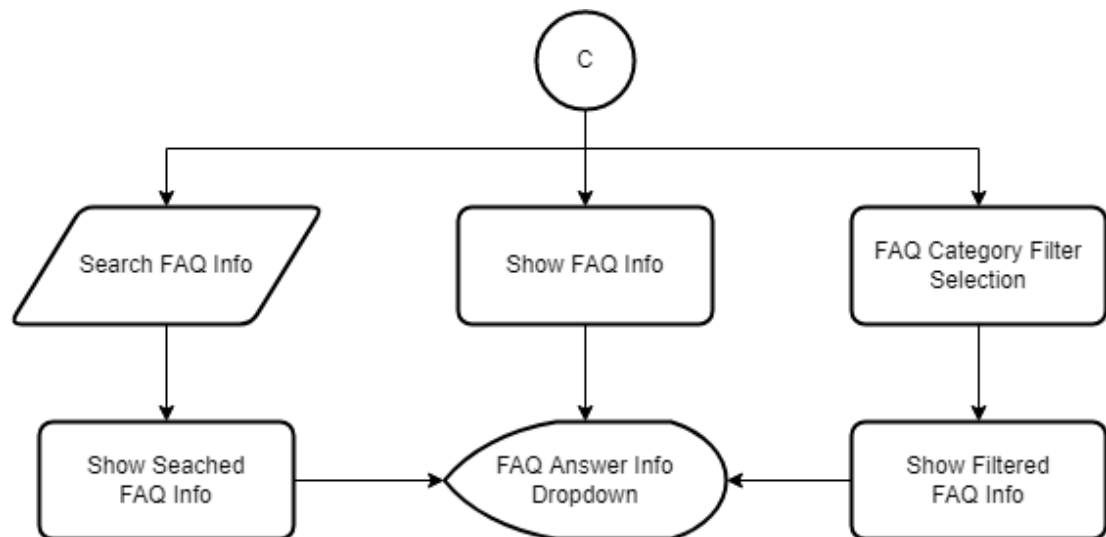 C
Search FAQ Info
Show FAQ Info
FAQ Category Filter
Selection
Show Seached
FAQ Info
FAQ Answer Info
Dropdown
Show Filtered
FAQ Info